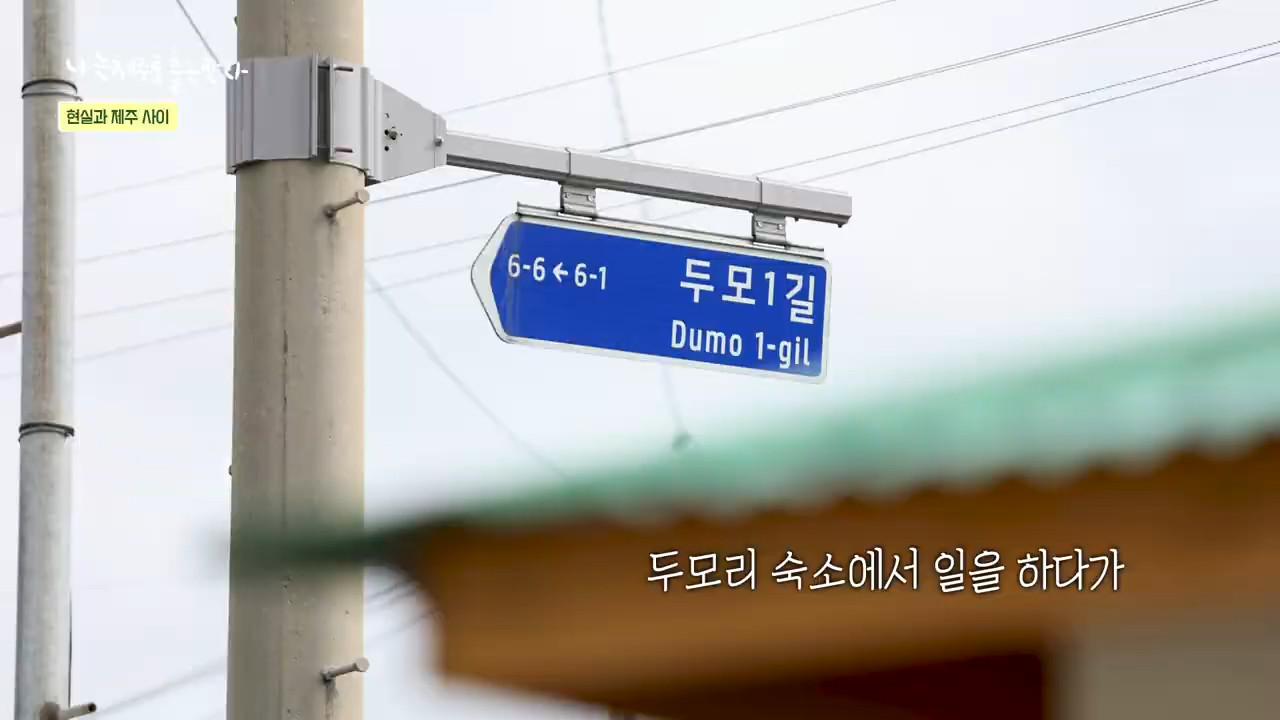 현실과 제주 사이
6-6←6-1
두모1길
Dumo 1-gil
두모리 숙소에서 일을 하다가